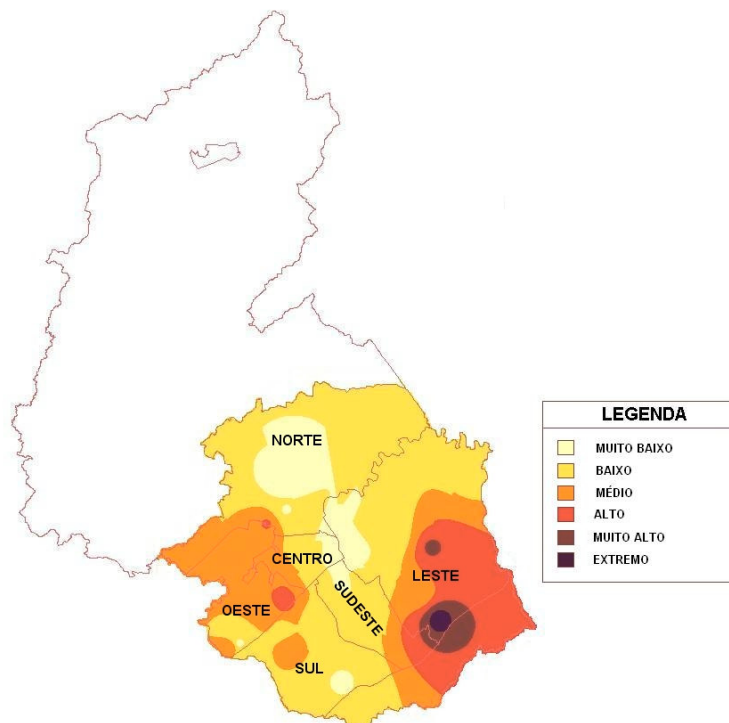 NORTE
LEGENDA
MUITO BAIXO
BAIXO
MÉDIO
ALTO
MUITO ALTO
EXTREMO
CENTRO
LESTE
OESTE
SUDESTE
SUL